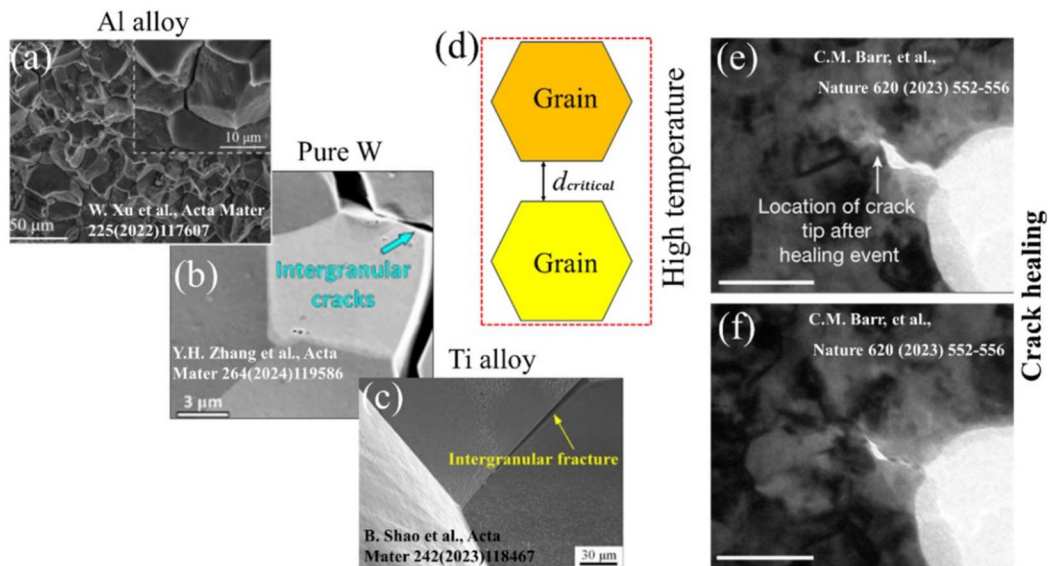 Al alloy
(a)
10 μm
W. Xu et al., Acta Mater
225(2022)117607
50 μm
Pure W
(b)
Intergranular
cracks
Y.H. Zhang et al., Acta
Mater 264(2024)119586
3 μm
Ti alloy
(c)
Intergranular fracture
B. Shao et al., Acta
Mater 242(2023)118467
30 μm
(d)
Grain
dcritical
Grain
High temperature
(e)
C.M. Barr, et al.,
Nature 620 (2023) 552-556
Location of crack
tip after
healing event
(f)
C.M. Barr, et al.,
Nature 620 (2023) 552-556
Crack healing